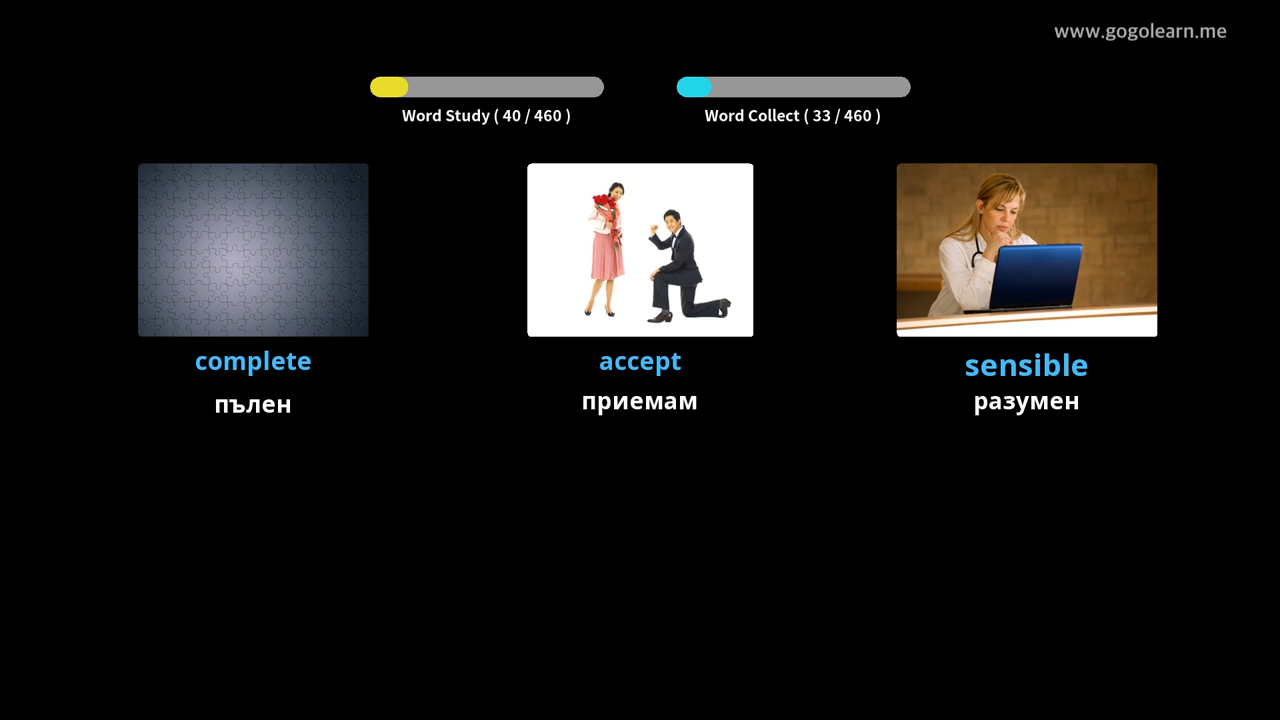 www.gogolearn.me
Word Study ( 40 / 460 )
Word Collect ( 33 / 460 )
complete
accept
sensible
пълен
приемам
разумен